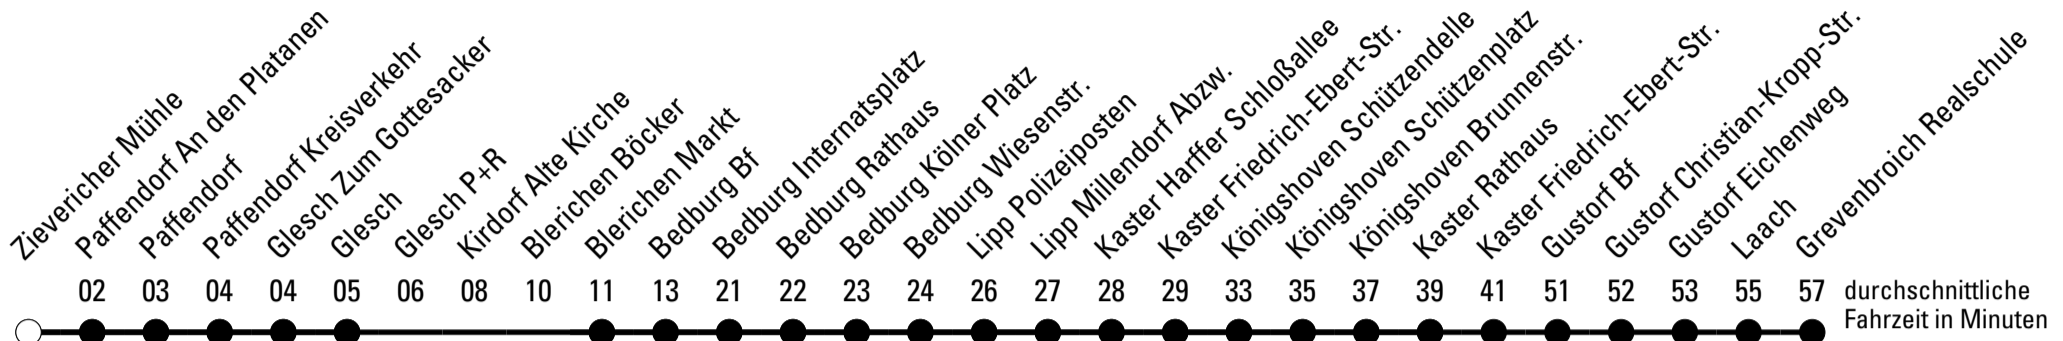 Zievericher Mühle
Paffendorf An den Platanen
Paffendorf
Paffendorf Kreisverkehr
Glesch Zum Gottesacker
Glesch
Glesch P+R
Kirdorf Alte Kirche
Blerichen Böcker
Blerichen Markt
Bedburg Bf
Bedburg Internatsplatz
Bedburg Rathaus
Bedburg Kölner Platz
Bedburg Wiesenstr.
Lipp Polizeiposten
Lipp Millendorf Abzw.
Kaster Harffer Schloßallee
Kaster Friedrich-Ebert-Str.
Königshoven Schützendelle
Königshoven Schützenplatz
Königshoven Brunnenstr.
Kaster Rathaus
Kaster Friedrich-Ebert-Str.
Gustorf Bf
Gustorf Christian-Kropp-Str.
Gustorf Eichenweg
Laach
Grevenbroich Realschule
02 03 04 04 05 06 08 10 11 13 21 22 23 24 26 27 28 29 33 35 37 39 41 51 52 53 55 57
durchschnittliche
Fahrzeit in Minuten